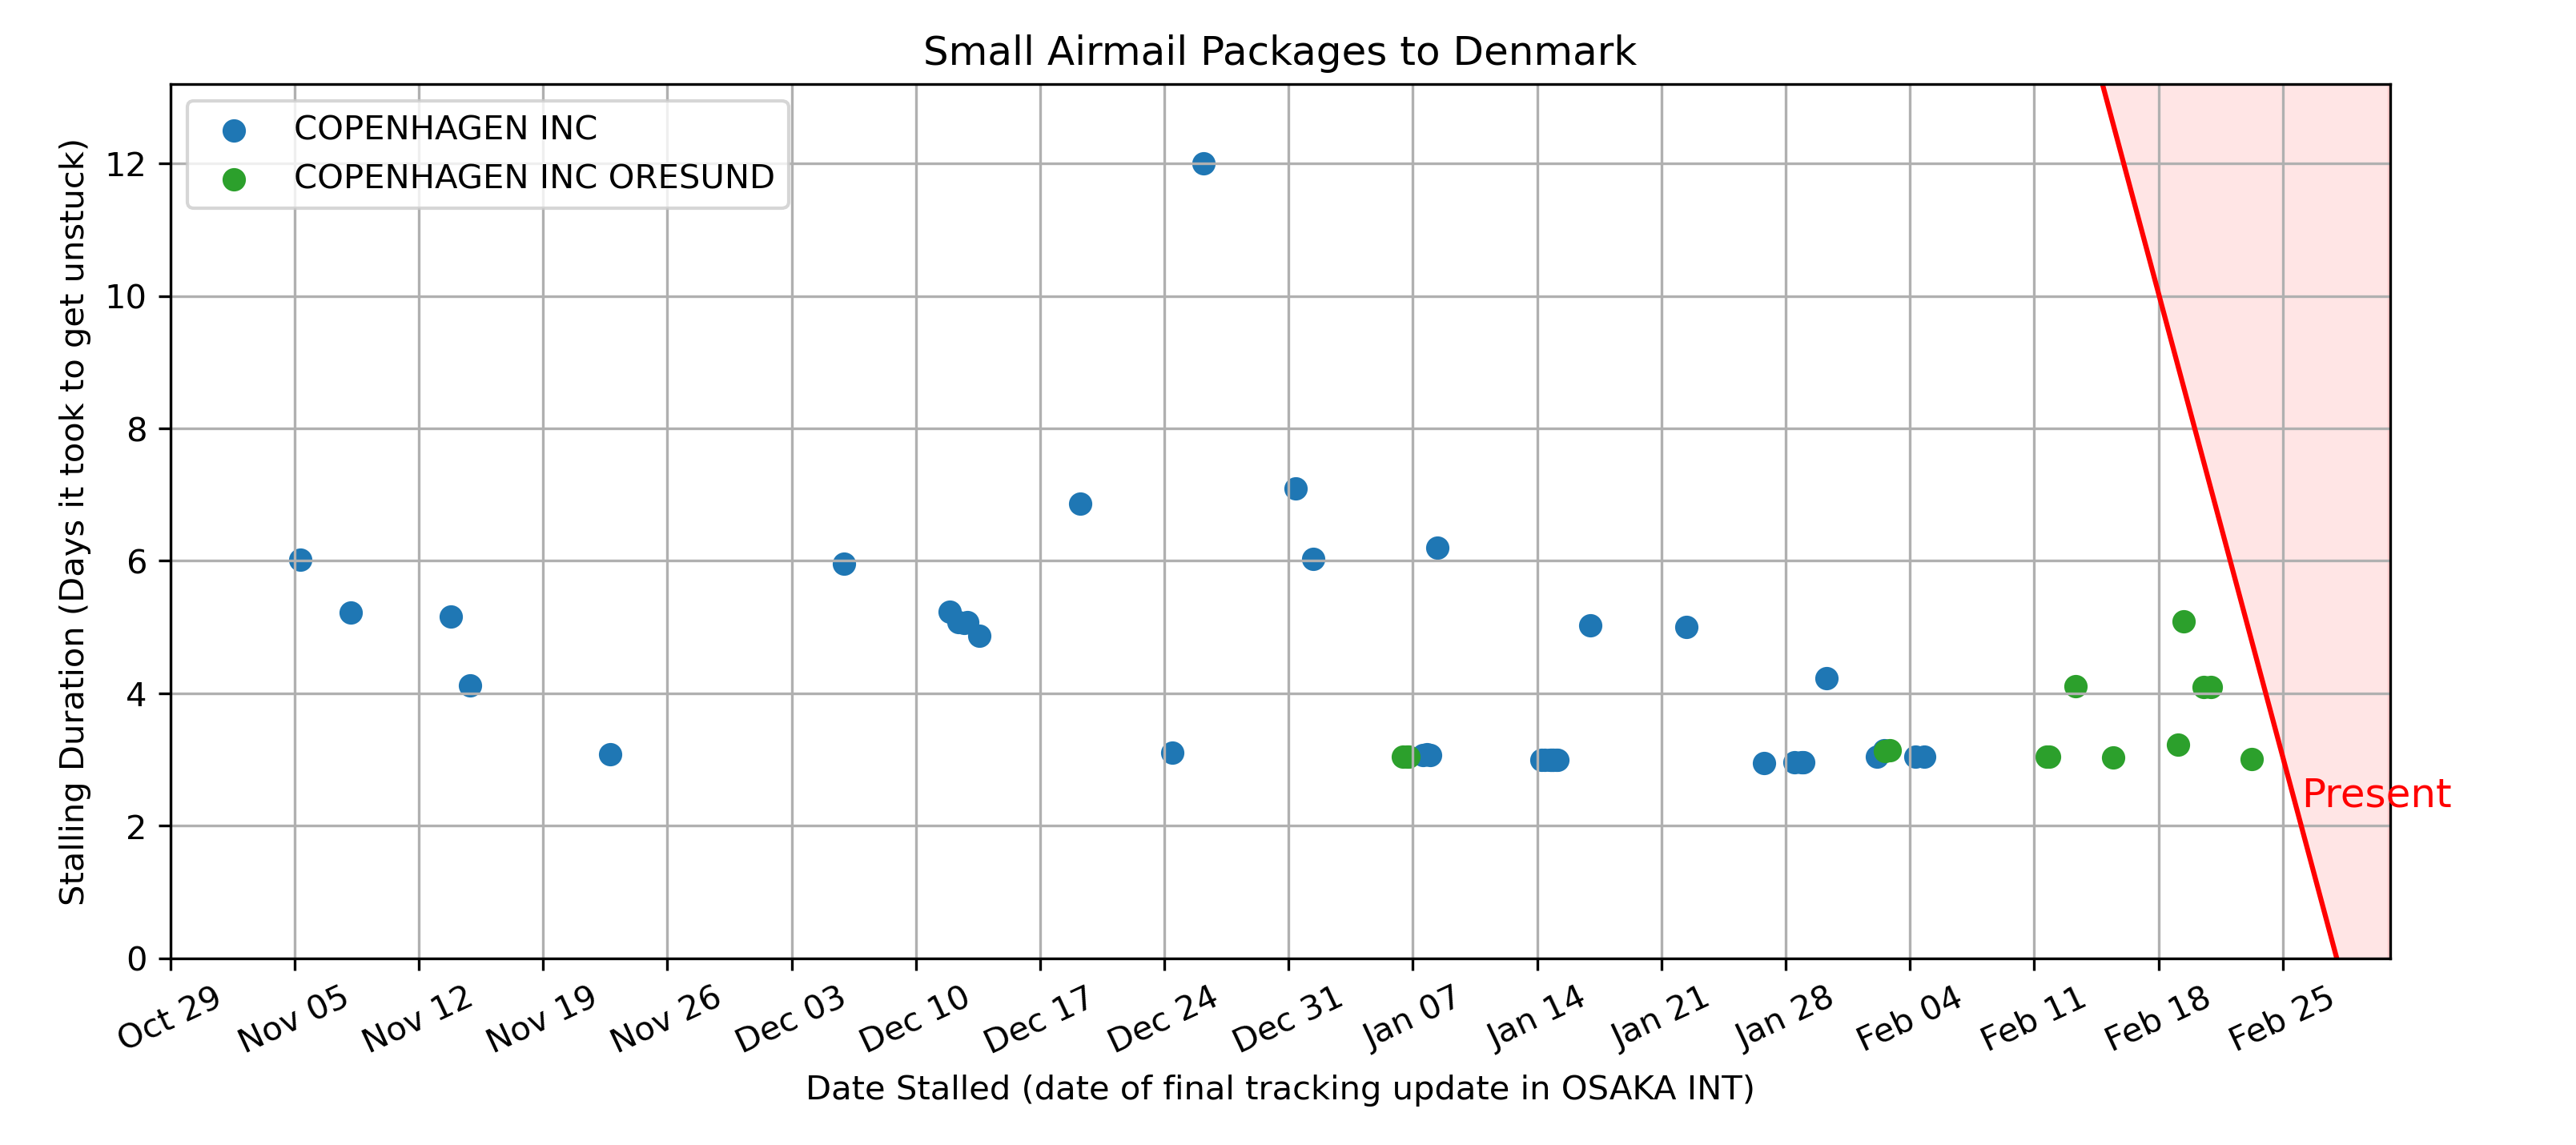 Small Airmail Packages to Denmark
COPENHAGEN INC
COPENHAGEN INC ORESUND
Stalling Duration (Days it took to get unstuck)
12
10
8
6
4
2
0
Present
Oct 29
Nov 05
Nov 12
Nov 19
Nov 26
Dec 03
Dec 10
Dec 17
Dec 24
Dec 31
Jan 07
Jan 14
Jan 21
Jan 28
Feb 04
Feb 11
Feb 18
Feb 25
Date Stalled (date of final tracking update in OSAKA INT)